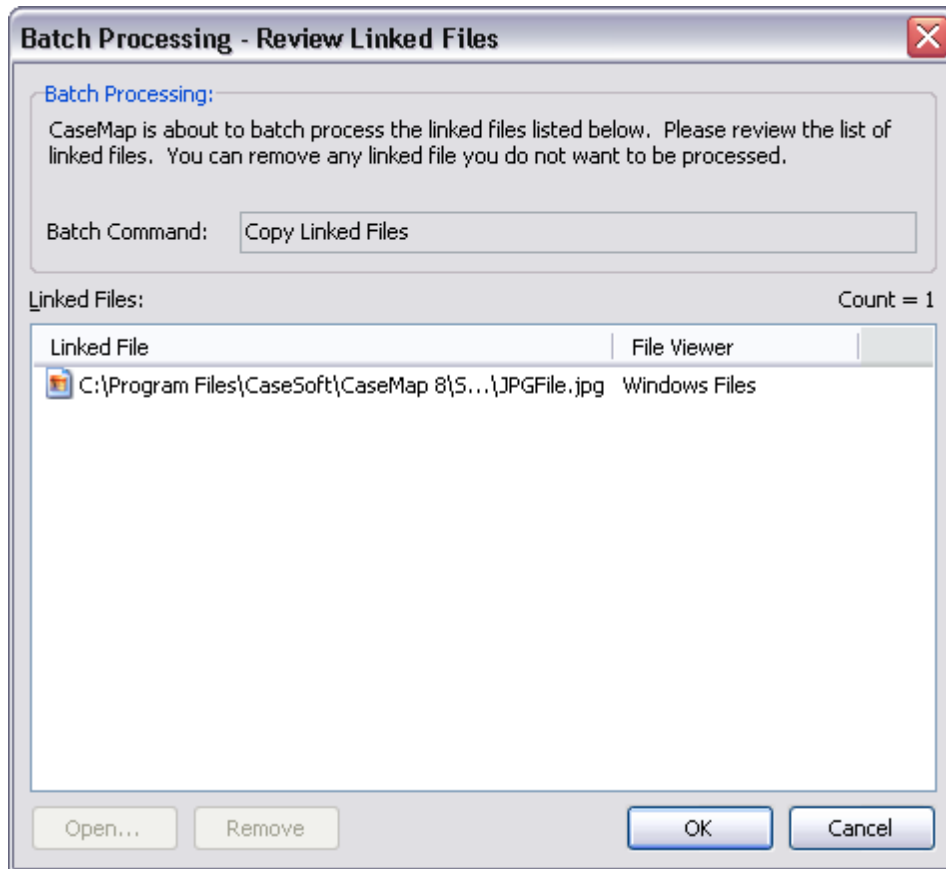 Batch Processing - Review Linked Files
Batch Processing:
CaseMap is about to batch process the linked files listed below.  Please review the list of
linked files.  You can remove any linked file you do not want to be processed.
Batch Command: Copy Linked Files
Linked Files: Count = 1
Linked File File Viewer
C:\Program Files\CaseSoft\CaseMap 8\S...\JPGFile.jpg Windows Files
Open... Remove OK Cancel